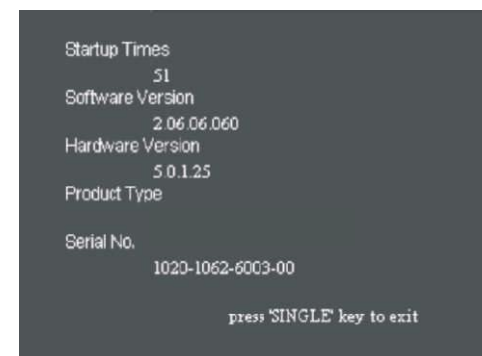 Startup Times
51
Software Version
2.06.06.060
Hardware Version
5.0.1.25
Product Type
Serial No.
1020-1062-6003-00
press 'SINGLE' key to exit